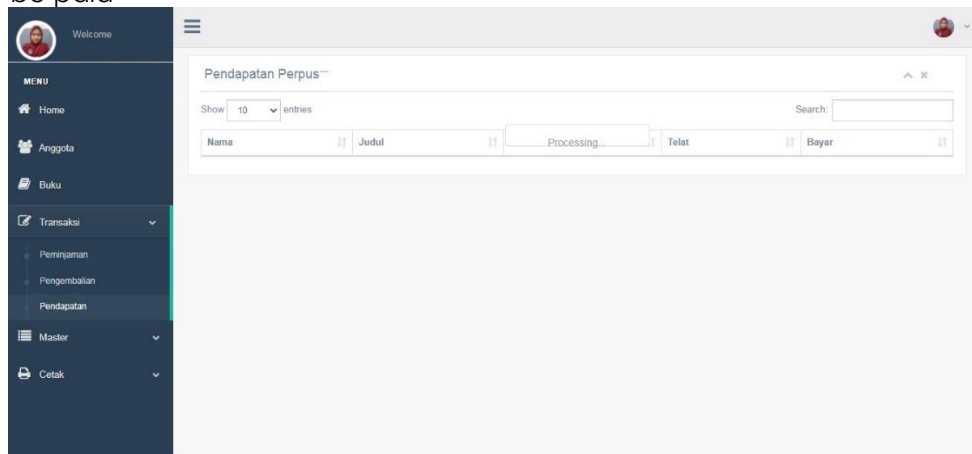 Welcome
MENU
Home
Anggota
Buku
Transaksi
Peminjaman
Pengembalian
Pendapatan
Master
Cetak
Pendapatan Perpus
Show 10 entries
Search:
Nama Judul Processing... Telat Bayar